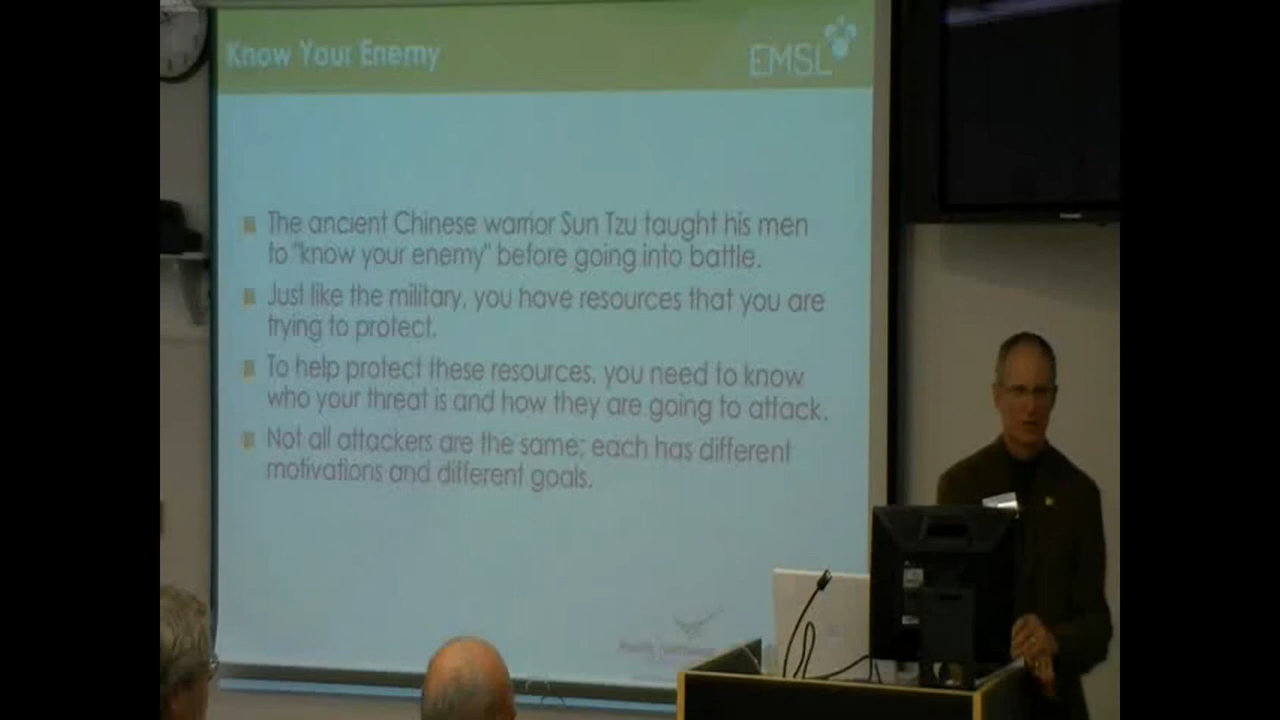 Know Your Enemy
EMSL
The ancient Chinese warrior Sun Tzu taught his men
to "know your enemy" before going into battle.
Just like the military, you have resources that you are
trying to protect.
To help protect these resources, you need to know
who your threat is and how they are going to attack.
Not all attackers are the same; each has different
motivations and different goals.